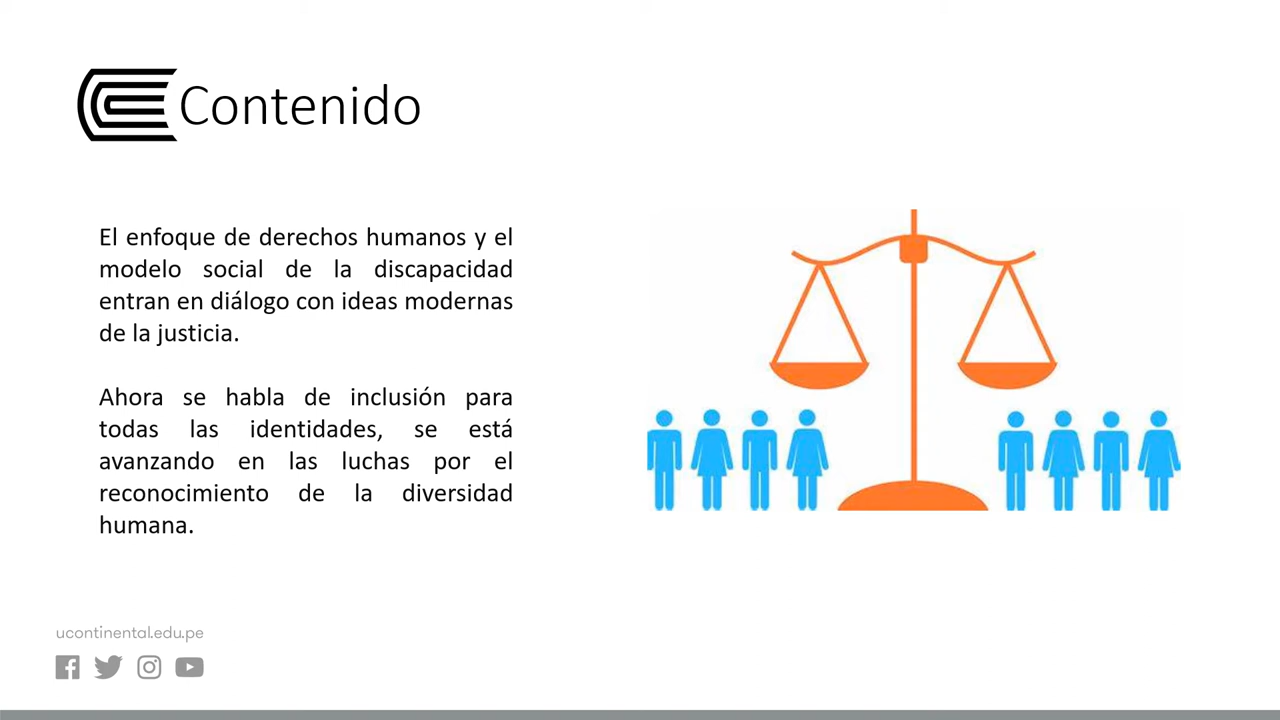 Contenido
El enfoque de derechos humanos y el
modelo social de la discapacidad
entran en diálogo con ideas modernas
de la justicia.
Ahora se habla de inclusión para
todas las identidades, se está
avanzando en las luchas por el
reconocimiento de la diversidad
humana.
ucontinental.edu.pe